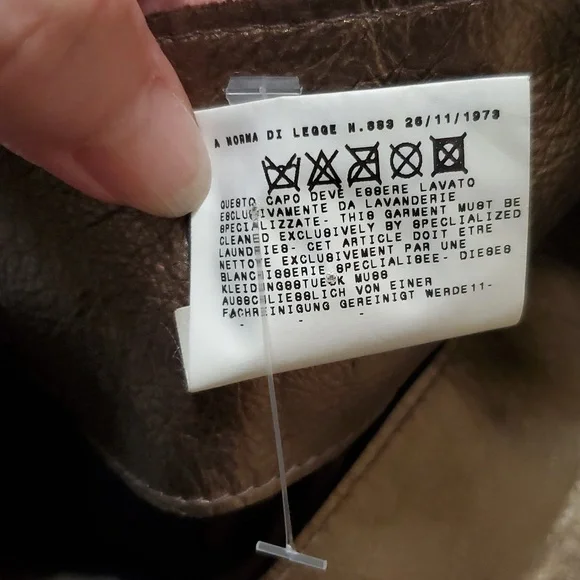 A NORMA DI LEGGE N.883 26/11/1973
QUESTO CAPO DEVE ESSERE LAVATO
ESCLUSIVAMENTE DA LAVANDERIE
SPECIALIZZATE- THIS GARMENT MUST BE
CLEANED EXCLUSIVELY BY SPECLIALIZED
LAUNDRIES- CET ARTICLE DOIT ETRE
NETTOYE EXCLUSIVEMENT PAR UNE
BLANCHISSERIE SPECLIALISEE- DIESES
KLEIDUNGSSTUECK MUSS
AUSSCHLIESSLICH VON EINER
FACHREINIGUNG GEREINIGT WERDE11-